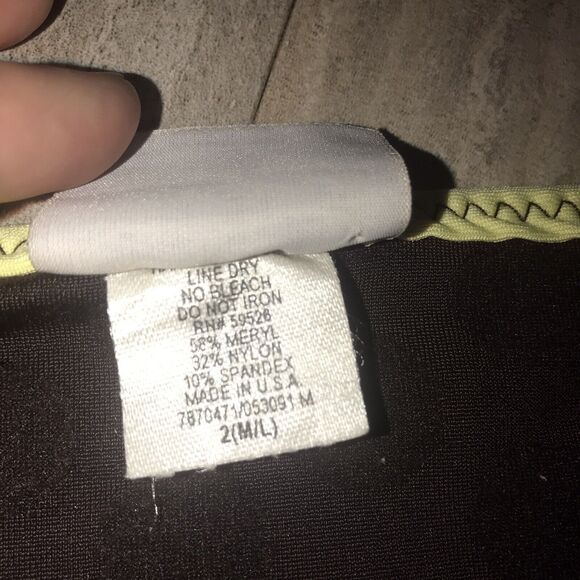 LINE DRY
NO BLEACH
DO NOT IRON
RN# 59526
58% MERYL
32% NYLON
10% SPANDEX
MADE IN U.S.A.
7870471/053091 M
2(M/L)